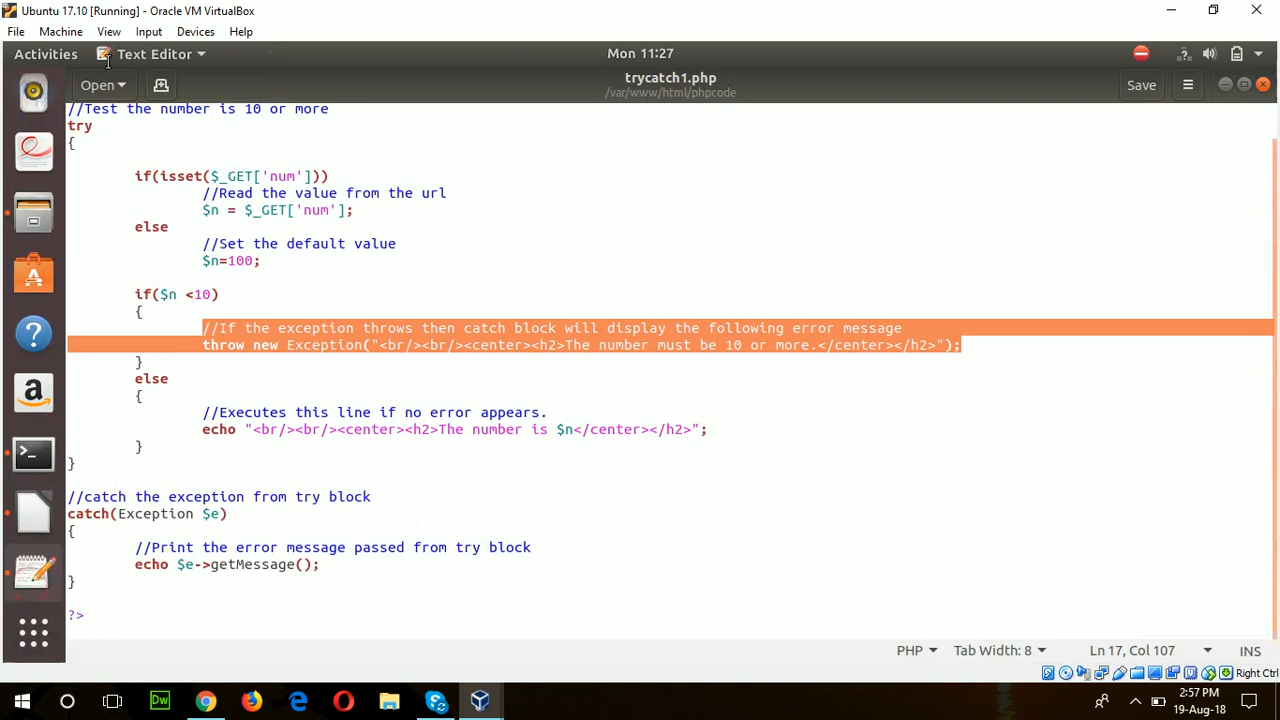 Ubuntu 17.10 [Running] - Oracle VM VirtualBox
File Machine View Input Devices Help
Activities Text Editor Mon 11:27
Open trycatch1.php Save
/var/www/html/phpcode
//Test the number is 10 or more
try
{
if(isset($_GET['num']))
//Read the value from the url
$n = $_GET['num'];
else
//Set the default value
$n=100;
if($n <10)
{
//If the exception throws then catch block will display the following error message
throw new Exception("<br/><br/><center><h2>The number must be 10 or more.</center></h2>");
}
else
{
//Executes this line if no error appears.
echo "<br/><br/><center><h2>The number is $n</center></h2>";
}
}
//catch the exception from try block
catch(Exception $e)
{
//Print the error message passed from try block
echo $e->getMessage();
}
?>
PHP Tab Width: 8 Ln 17, Col 107 INS
Right Ctrl
Dw
2:57 PM
19-Aug-18